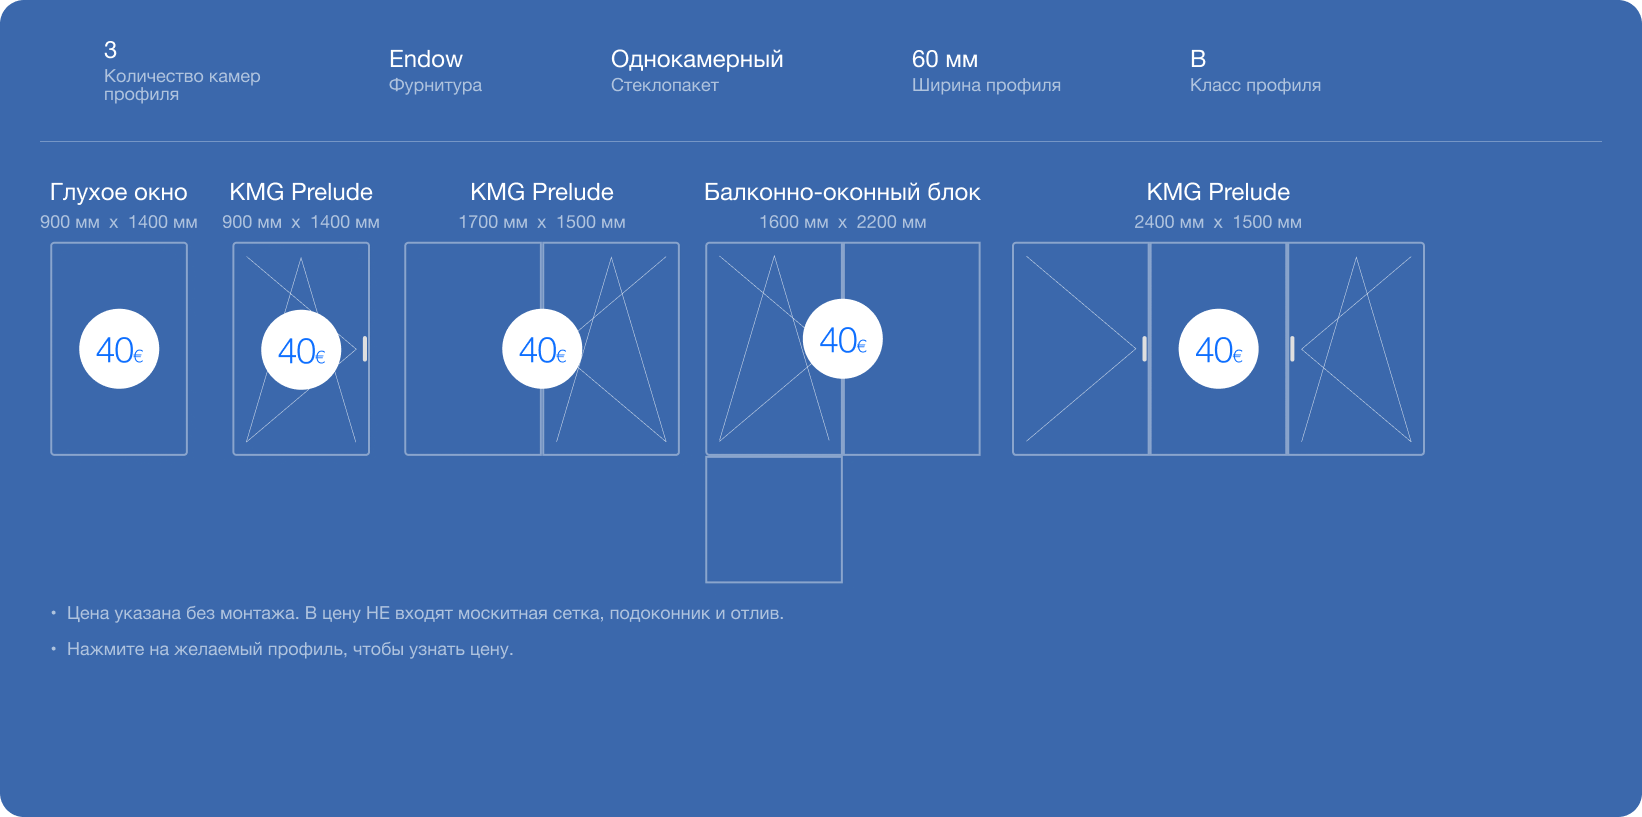 3
Количество камер
профиля
Endow
Фурнитура
Однокамерный
Стеклопакет
60 мм
Ширина профиля
B
Класс профиля
Глухое окно
900 мм x 1400 мм
40€
KMG Prelude
900 мм x 1400 мм
40€
KMG Prelude
1700 мм x 1500 мм
40€
Балконно-оконный блок
1600 мм x 2200 мм
40€
KMG Prelude
2400 мм x 1500 мм
40€
• Цена указана без монтажа. В цену НЕ входят москитная сетка, подоконник и отлив.
• Нажмите на желаемый профиль, чтобы узнать цену.